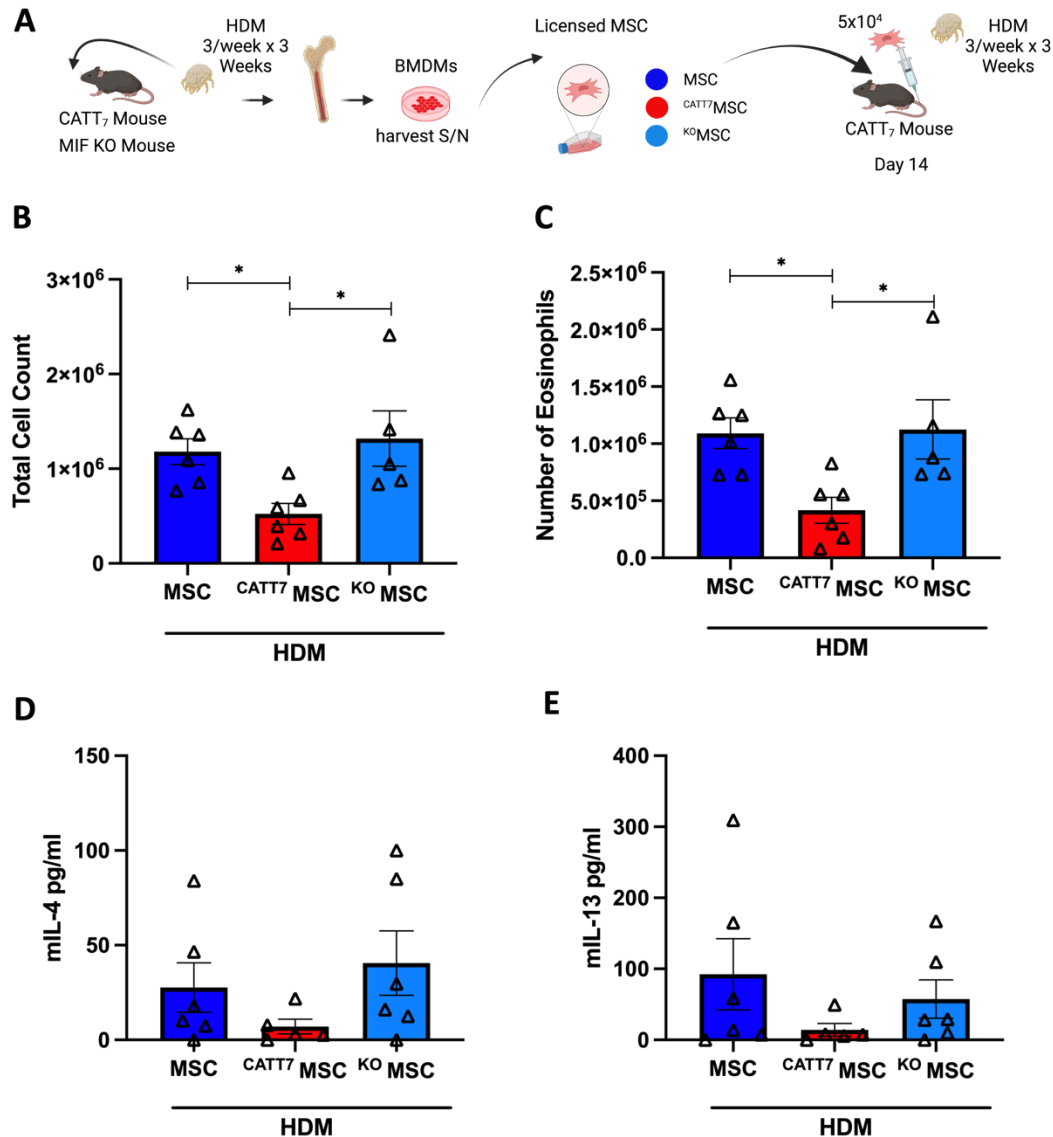 A
HDM
3/week x 3
Weeks
CATT₇ Mouse
MIF KO Mouse
BMDMs
harvest S/N
Licensed MSC
MSC
ᶜᴬᵀᵀ⁷MSC
ᴷᴼMSC
5x10⁴
HDM
3/week x 3
Weeks
CATT₇ Mouse
Day 14
B
Total Cell Count
3×10⁶
2×10⁶
1×10⁶
0
*
*
MSC
ᶜᴬᵀᵀ⁷ MSC
ᴷᴼ MSC
HDM
C
Number of Eosinophils
2.5×10⁶
2.0×10⁶
1.5×10⁶
1.0×10⁶
5.0×10⁵
0.0
*
*
MSC
ᶜᴬᵀᵀ⁷ MSC
ᴷᴼ MSC
HDM
D
mIL-4 pg/ml
150
100
50
0
MSC
ᶜᴬᵀᵀ⁷ MSC
ᴷᴼ MSC
HDM
E
mIL-13 pg/ml
400
300
200
100
0
MSC
ᶜᴬᵀᵀ⁷ MSC
ᴷᴼ MSC
HDM